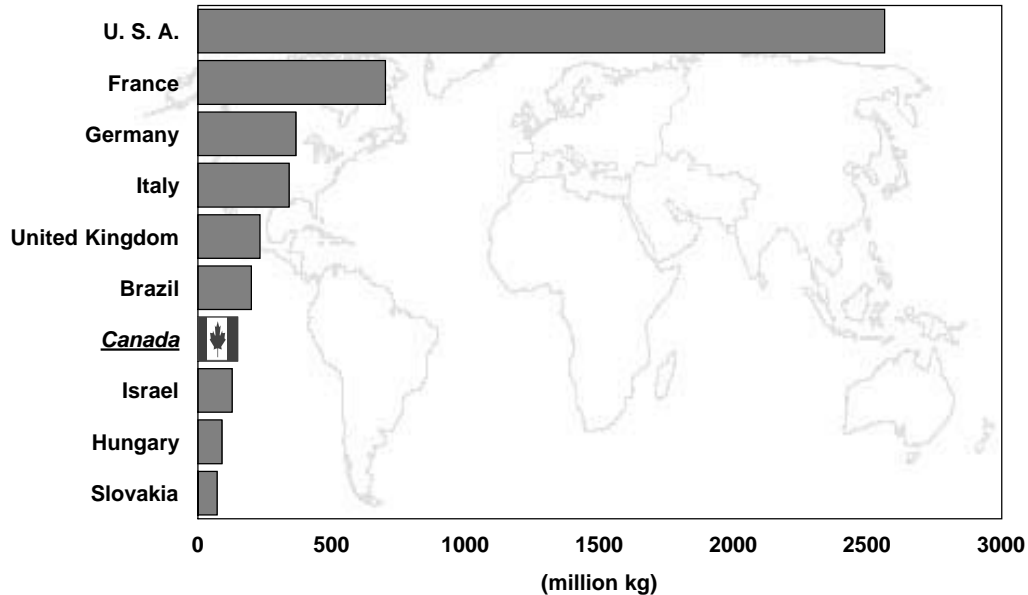 U. S. A.
France
Germany
Italy
United Kingdom
Brazil
Canada
Israel
Hungary
Slovakia
0 500 1000 1500 2000 2500 3000
(million kg)